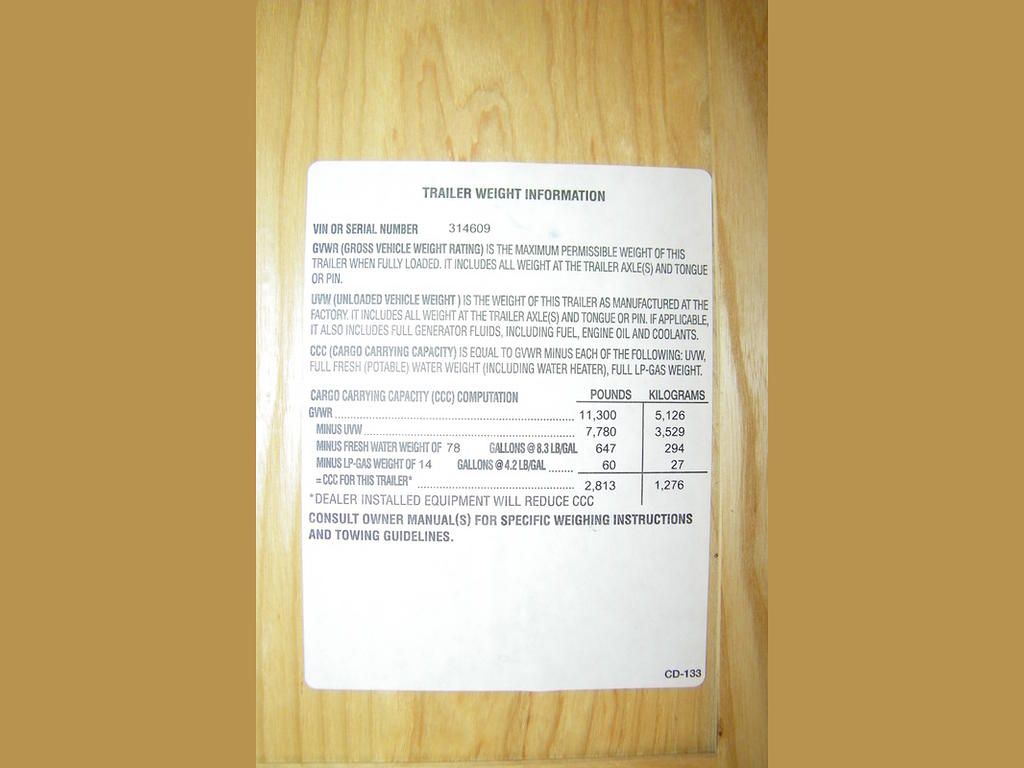 TRAILER WEIGHT INFORMATION
VIN OR SERIAL NUMBER 314609
GVWR (GROSS VEHICLE WEIGHT RATING) IS THE MAXIMUM PERMISSIBLE WEIGHT OF THIS
TRAILER WHEN FULLY LOADED. IT INCLUDES ALL WEIGHT AT THE TRAILER AXLE(S) AND TONGUE
OR PIN.
UVW (UNLOADED VEHICLE WEIGHT ) IS THE WEIGHT OF THIS TRAILER AS MANUFACTURED AT THE
FACTORY. IT INCLUDES ALL WEIGHT AT THE TRAILER AXLE(S) AND TONGUE OR PIN. IF APPLICABLE,
IT ALSO INCLUDES FULL GENERATOR FLUIDS, INCLUDING FUEL, ENGINE OIL AND COOLANTS.
CCC (CARGO CARRYING CAPACITY) IS EQUAL TO GVWR MINUS EACH OF THE FOLLOWING: UVW,
FULL FRESH (POTABLE) WATER WEIGHT (INCLUDING WATER HEATER), FULL LP-GAS WEIGHT.
CARGO CARRYING CAPACITY (CCC) COMPUTATION POUNDS KILOGRAMS
GVWR 11,300 5,126
MINUS UVW 7,780 3,529
MINUS FRESH WATER WEIGHT OF 78 GALLONS @ 8.3 LB/GAL 647 294
MINUS LP-GAS WEIGHT OF 14 GALLONS @ 4.2 LB/GAL 60 27
= CCC FOR THIS TRAILER* 2,813 1,276
*DEALER INSTALLED EQUIPMENT WILL REDUCE CCC
CONSULT OWNER MANUAL(S) FOR SPECIFIC WEIGHING INSTRUCTIONS
AND TOWING GUIDELINES.
CD-133